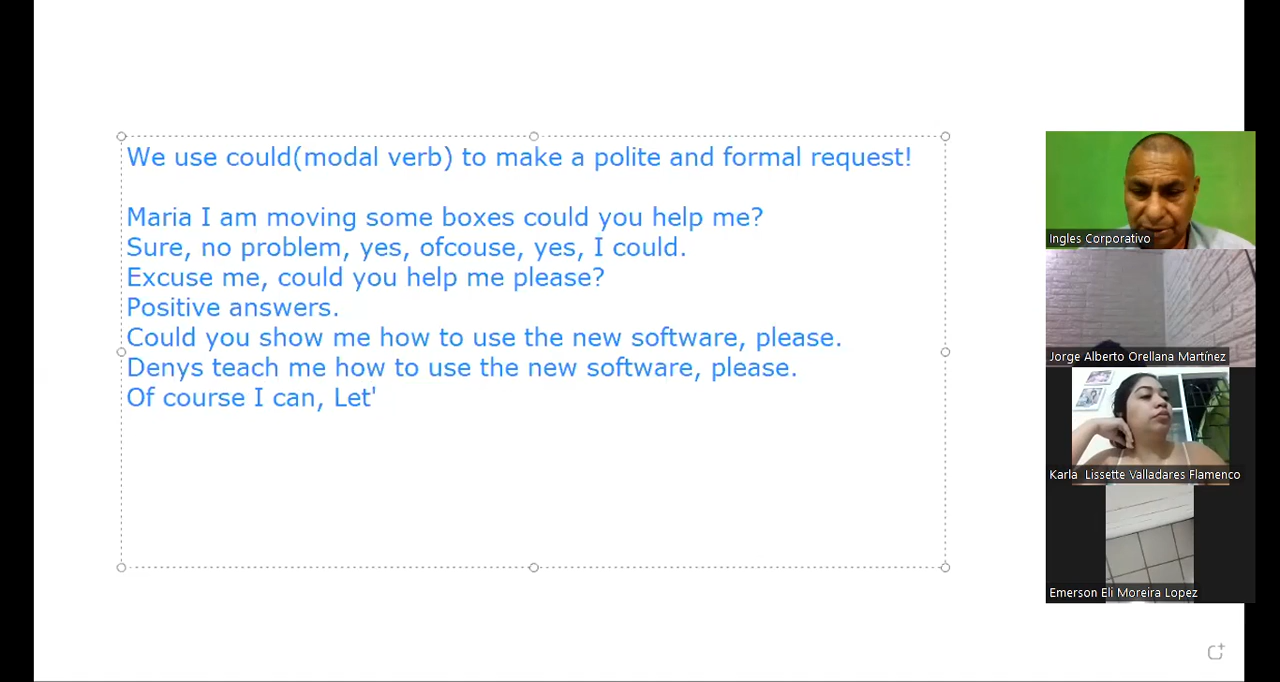 We use could(modal verb) to make a polite and formal request!
Maria I am moving some boxes could you help me?
Sure, no problem, yes, ofcouse, yes, I could.
Excuse me, could you help me please?
Positive answers.
Could you show me how to use the new software, please.
Denys teach me how to use the new software, please.
Of course I can, Let'
Ingles Corporativo
Jorge Alberto Orellana Martínez
Karla Lissette Valladares Flamenco
Emerson Eli Moreira Lopez